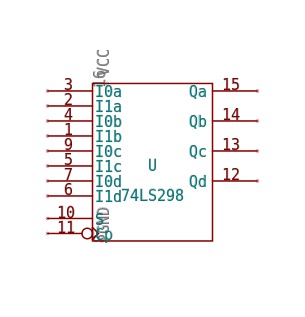 VCC
16
3 I0a Qa 15
2 I1a
4 I0b Qb 14
1 I1b
9 I0c Qc 13
5 I1c U
7 I0d Qd 12
6 I1d 74LS298
10 S
11 Cp
GND